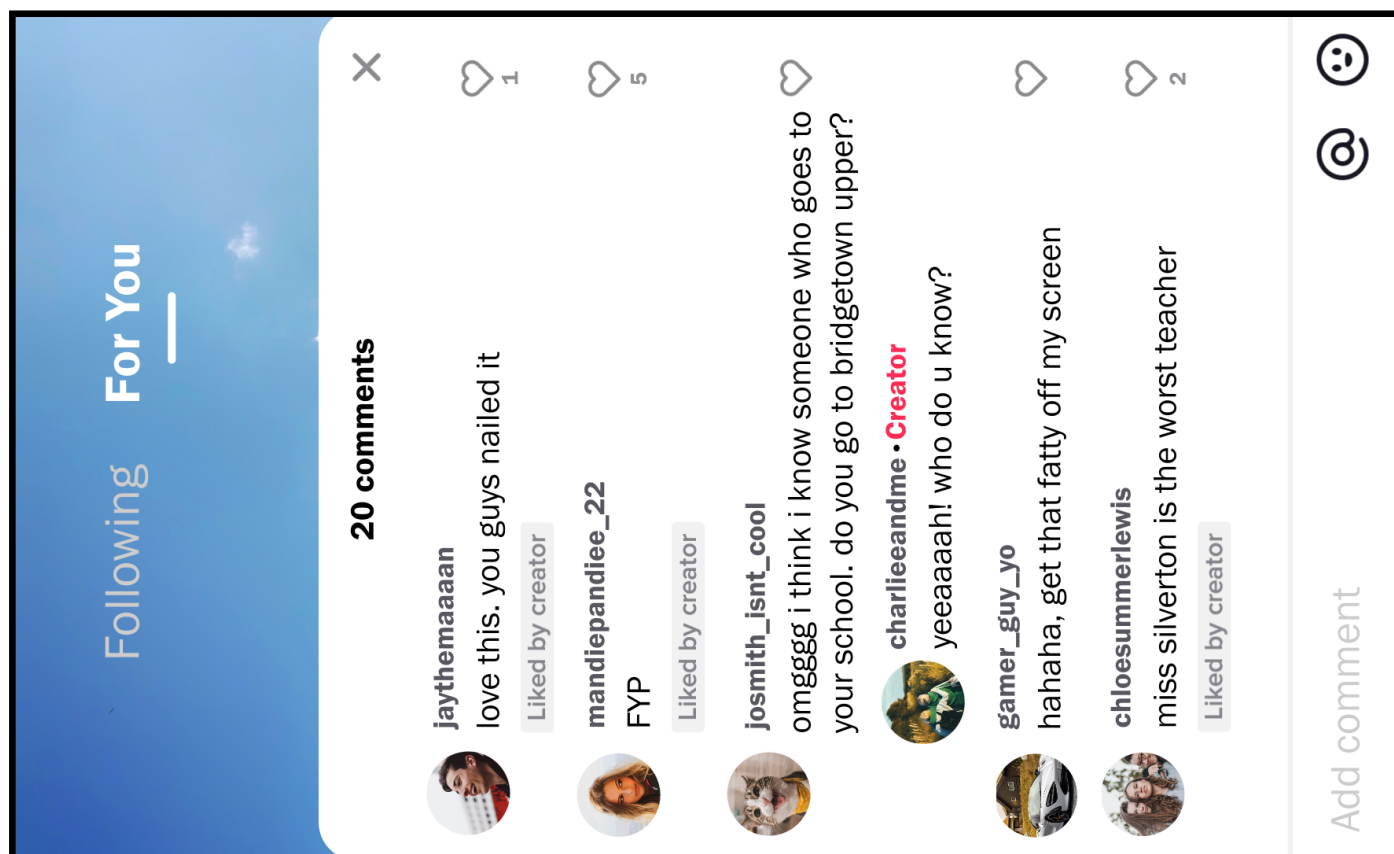 Following For You
20 comments
jaythemaaaan
love this. you guys nailed it
1
Liked by creator
mandiepandiee_22
FYP
5
Liked by creator
josmith_isnt_cool
omgggg i think i know someone who goes to
your school. do you go to bridgetown upper?
charlieeandme · Creator
yeeaaaah! who do u know?
gamer_guy_yo
hahaha, get that fatty off my screen
chloesummerlewis
miss silverton is the worst teacher
2
Liked by creator
Add comment @